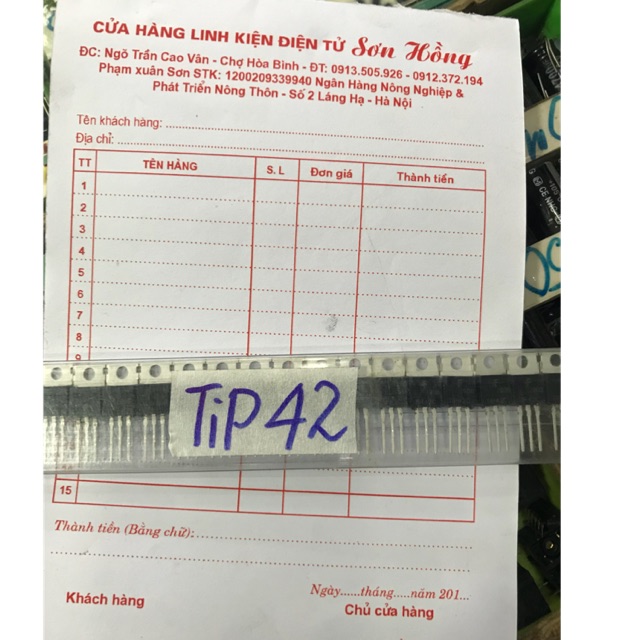 CỬA HÀNG LINH KIỆN ĐIỆN TỬ Sơn Hồng
ĐC: Ngõ Trần Cao Vân - Chợ Hòa Bình - ĐT: 0913.505.926 - 0912.372.194
Phạm xuân Sơn STK: 1200209339940 Ngân Hàng Nông Nghiệp &
Phát Triển Nông Thôn - Số 2 Láng Hạ - Hà Nội
Tên khách hàng:
Địa chỉ:
TT TÊN HÀNG S.L Đơn giá Thành tiền
1
2
3
4
5
6
7
8
9
TiP42
15
Thành tiền (Bằng chữ):
Ngày......tháng.....năm 201...
Khách hàng Chủ cửa hàng